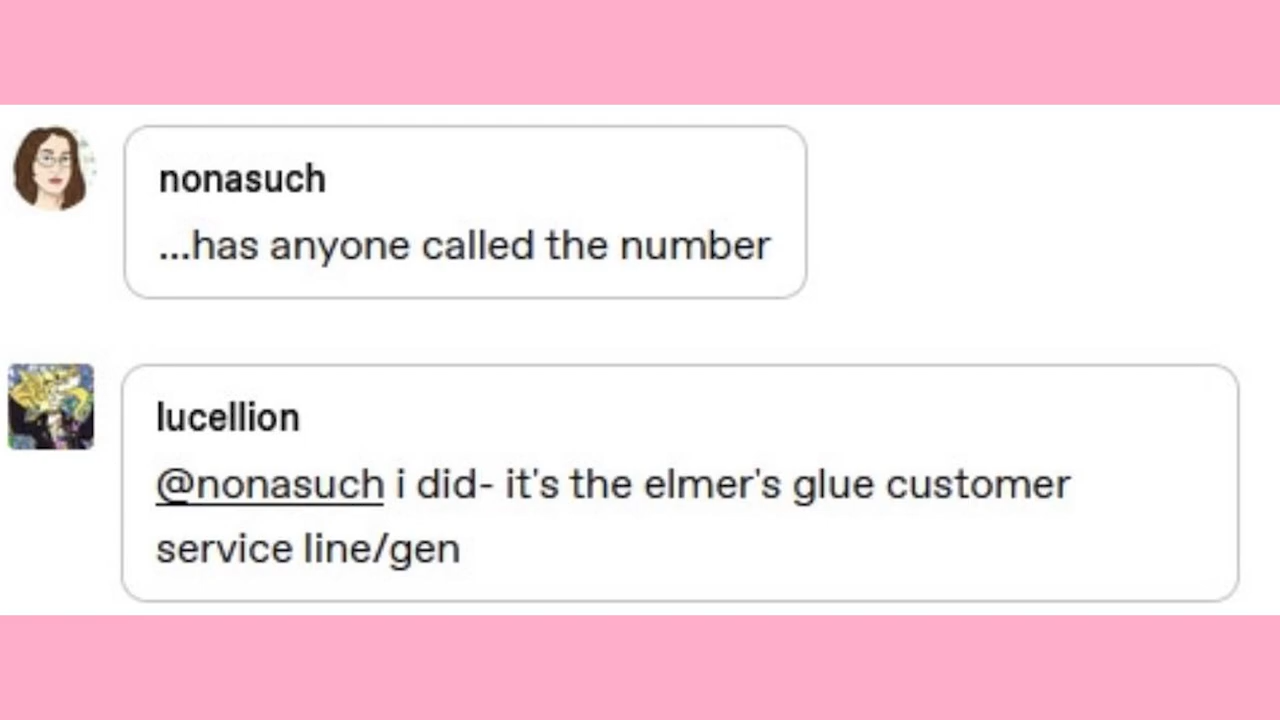 nonasuch
...has anyone called the number
lucellion
@nonasuch i did- it's the elmer's glue customer
service line/gen